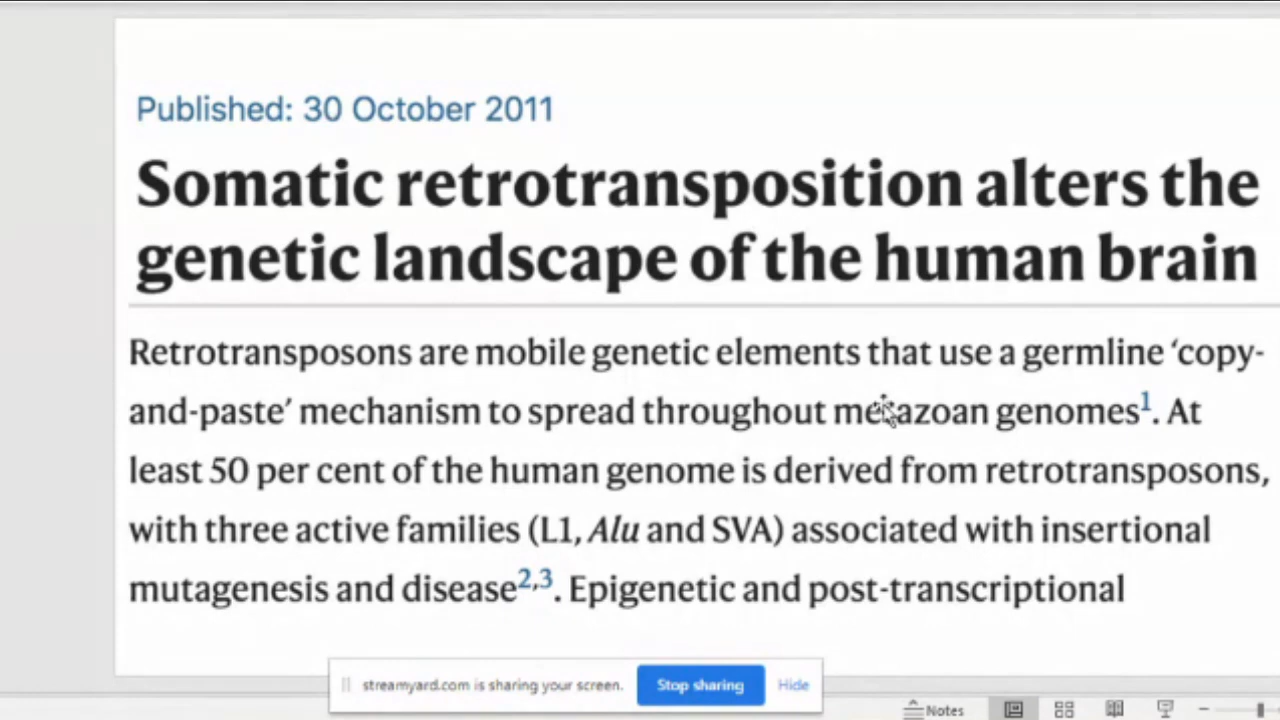 Published: 30 October 2011
Somatic retrotransposition alters the
genetic landscape of the human brain
Retrotransposons are mobile genetic elements that use a germline ‘copy-
and-paste’ mechanism to spread throughout metazoan genomes1. At
least 50 per cent of the human genome is derived from retrotransposons,
with three active families (L1, Alu and SVA) associated with insertional
mutagenesis and disease2,3. Epigenetic and post-transcriptional
streamyard.com is sharing your screen. Stop sharing Hide
Notes